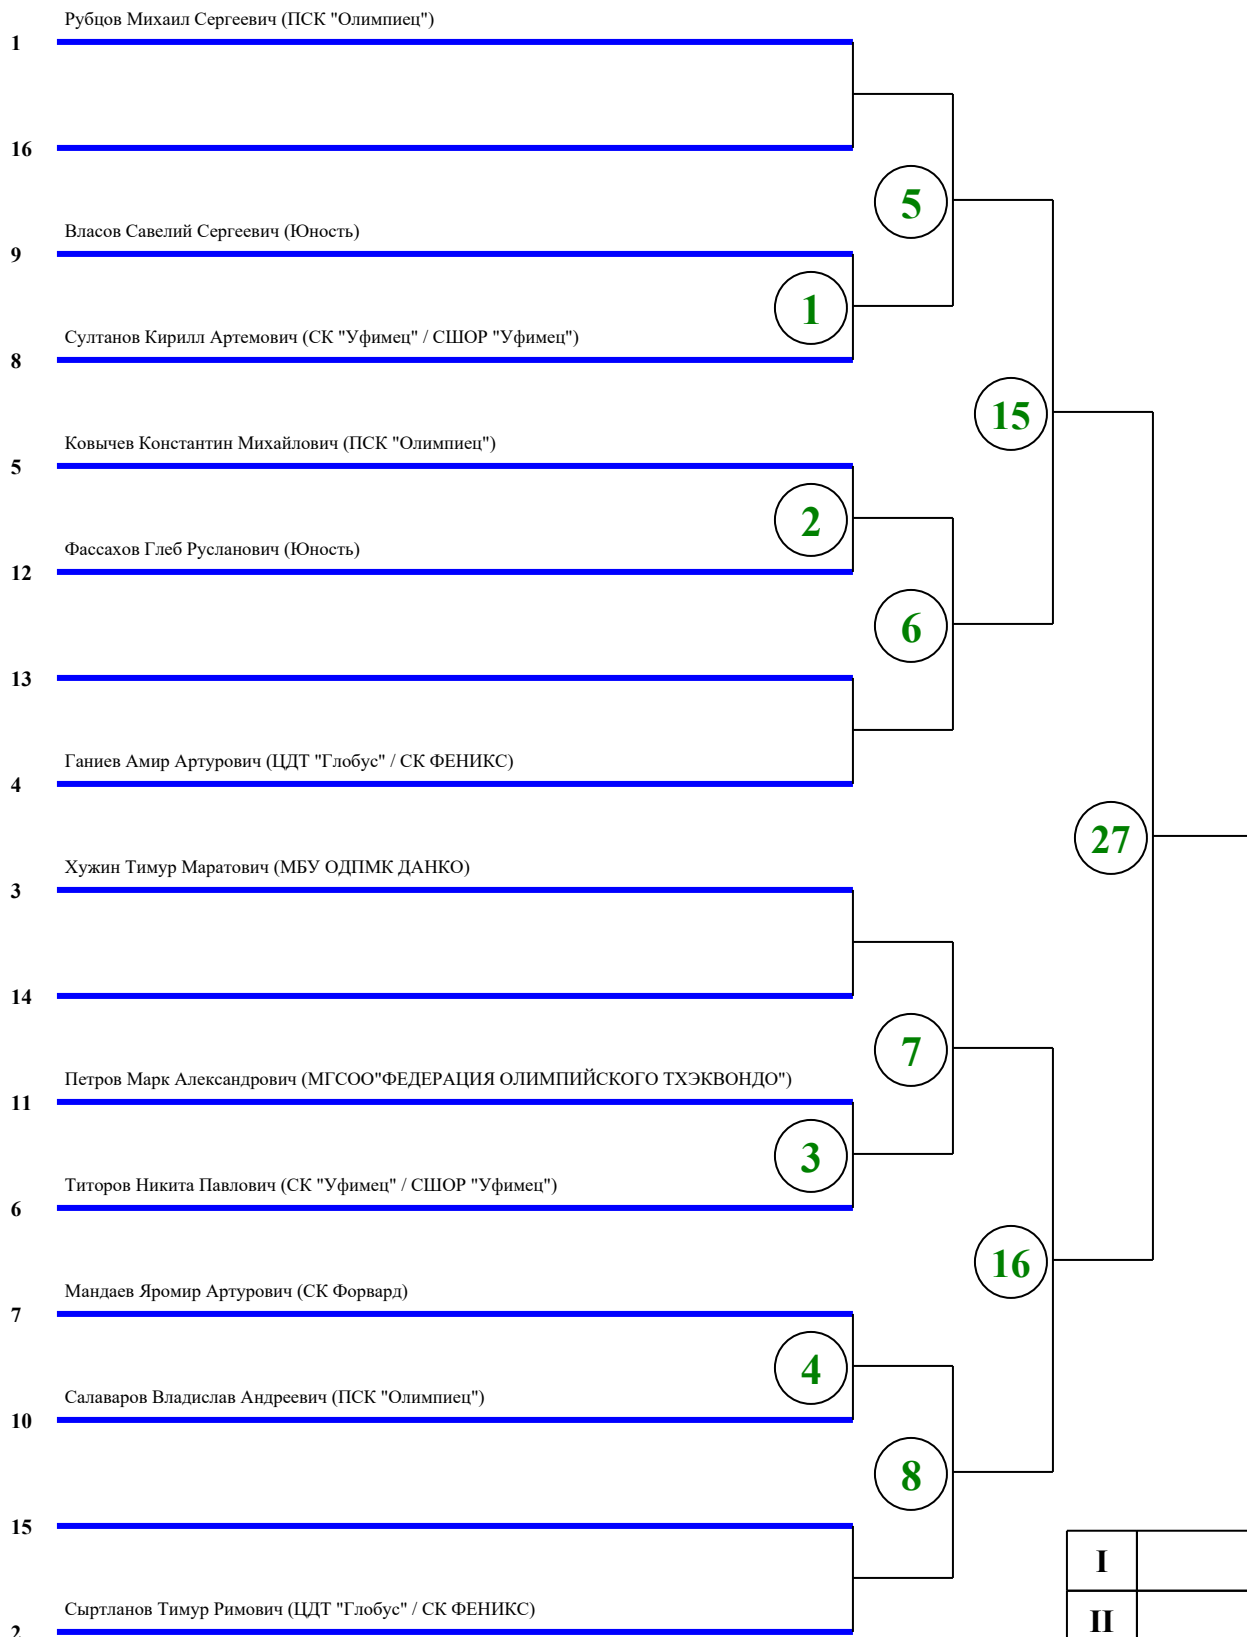 Рубцов Михаил Сергеевич (ПСК "Олимпиец")
1
16
5
Власов Савелий Сергеевич (Юность)
9
1
Султанов Кирилл Артемович (СК "Уфимец" / СШОР "Уфимец")
8
15
Ковычев Константин Михайлович (ПСК "Олимпиец")
5
2
Фассахов Глеб Русланович (Юность)
12
6
13
Ганиев Амир Артурович (ЦДТ "Глобус" / СК ФЕНИКС)
4
27
Хужин Тимур Маратович (МБУ ОДПМК ДАНКО)
3
14
7
Петров Марк Александрович (МГСОО"ФЕДЕРАЦИЯ ОЛИМПИЙСКОГО ТХЭКВОНДО")
11
3
Титоров Никита Павлович (СК "Уфимец" / СШОР "Уфимец")
6
16
Мандаев Яромир Артурович (СК Форвард)
7
4
Салаваров Владислав Андреевич (ПСК "Олимпиец")
10
8
15
I
Сыртланов Тимур Римович (ЦДТ "Глобус" / СК ФЕНИКС)
II
2